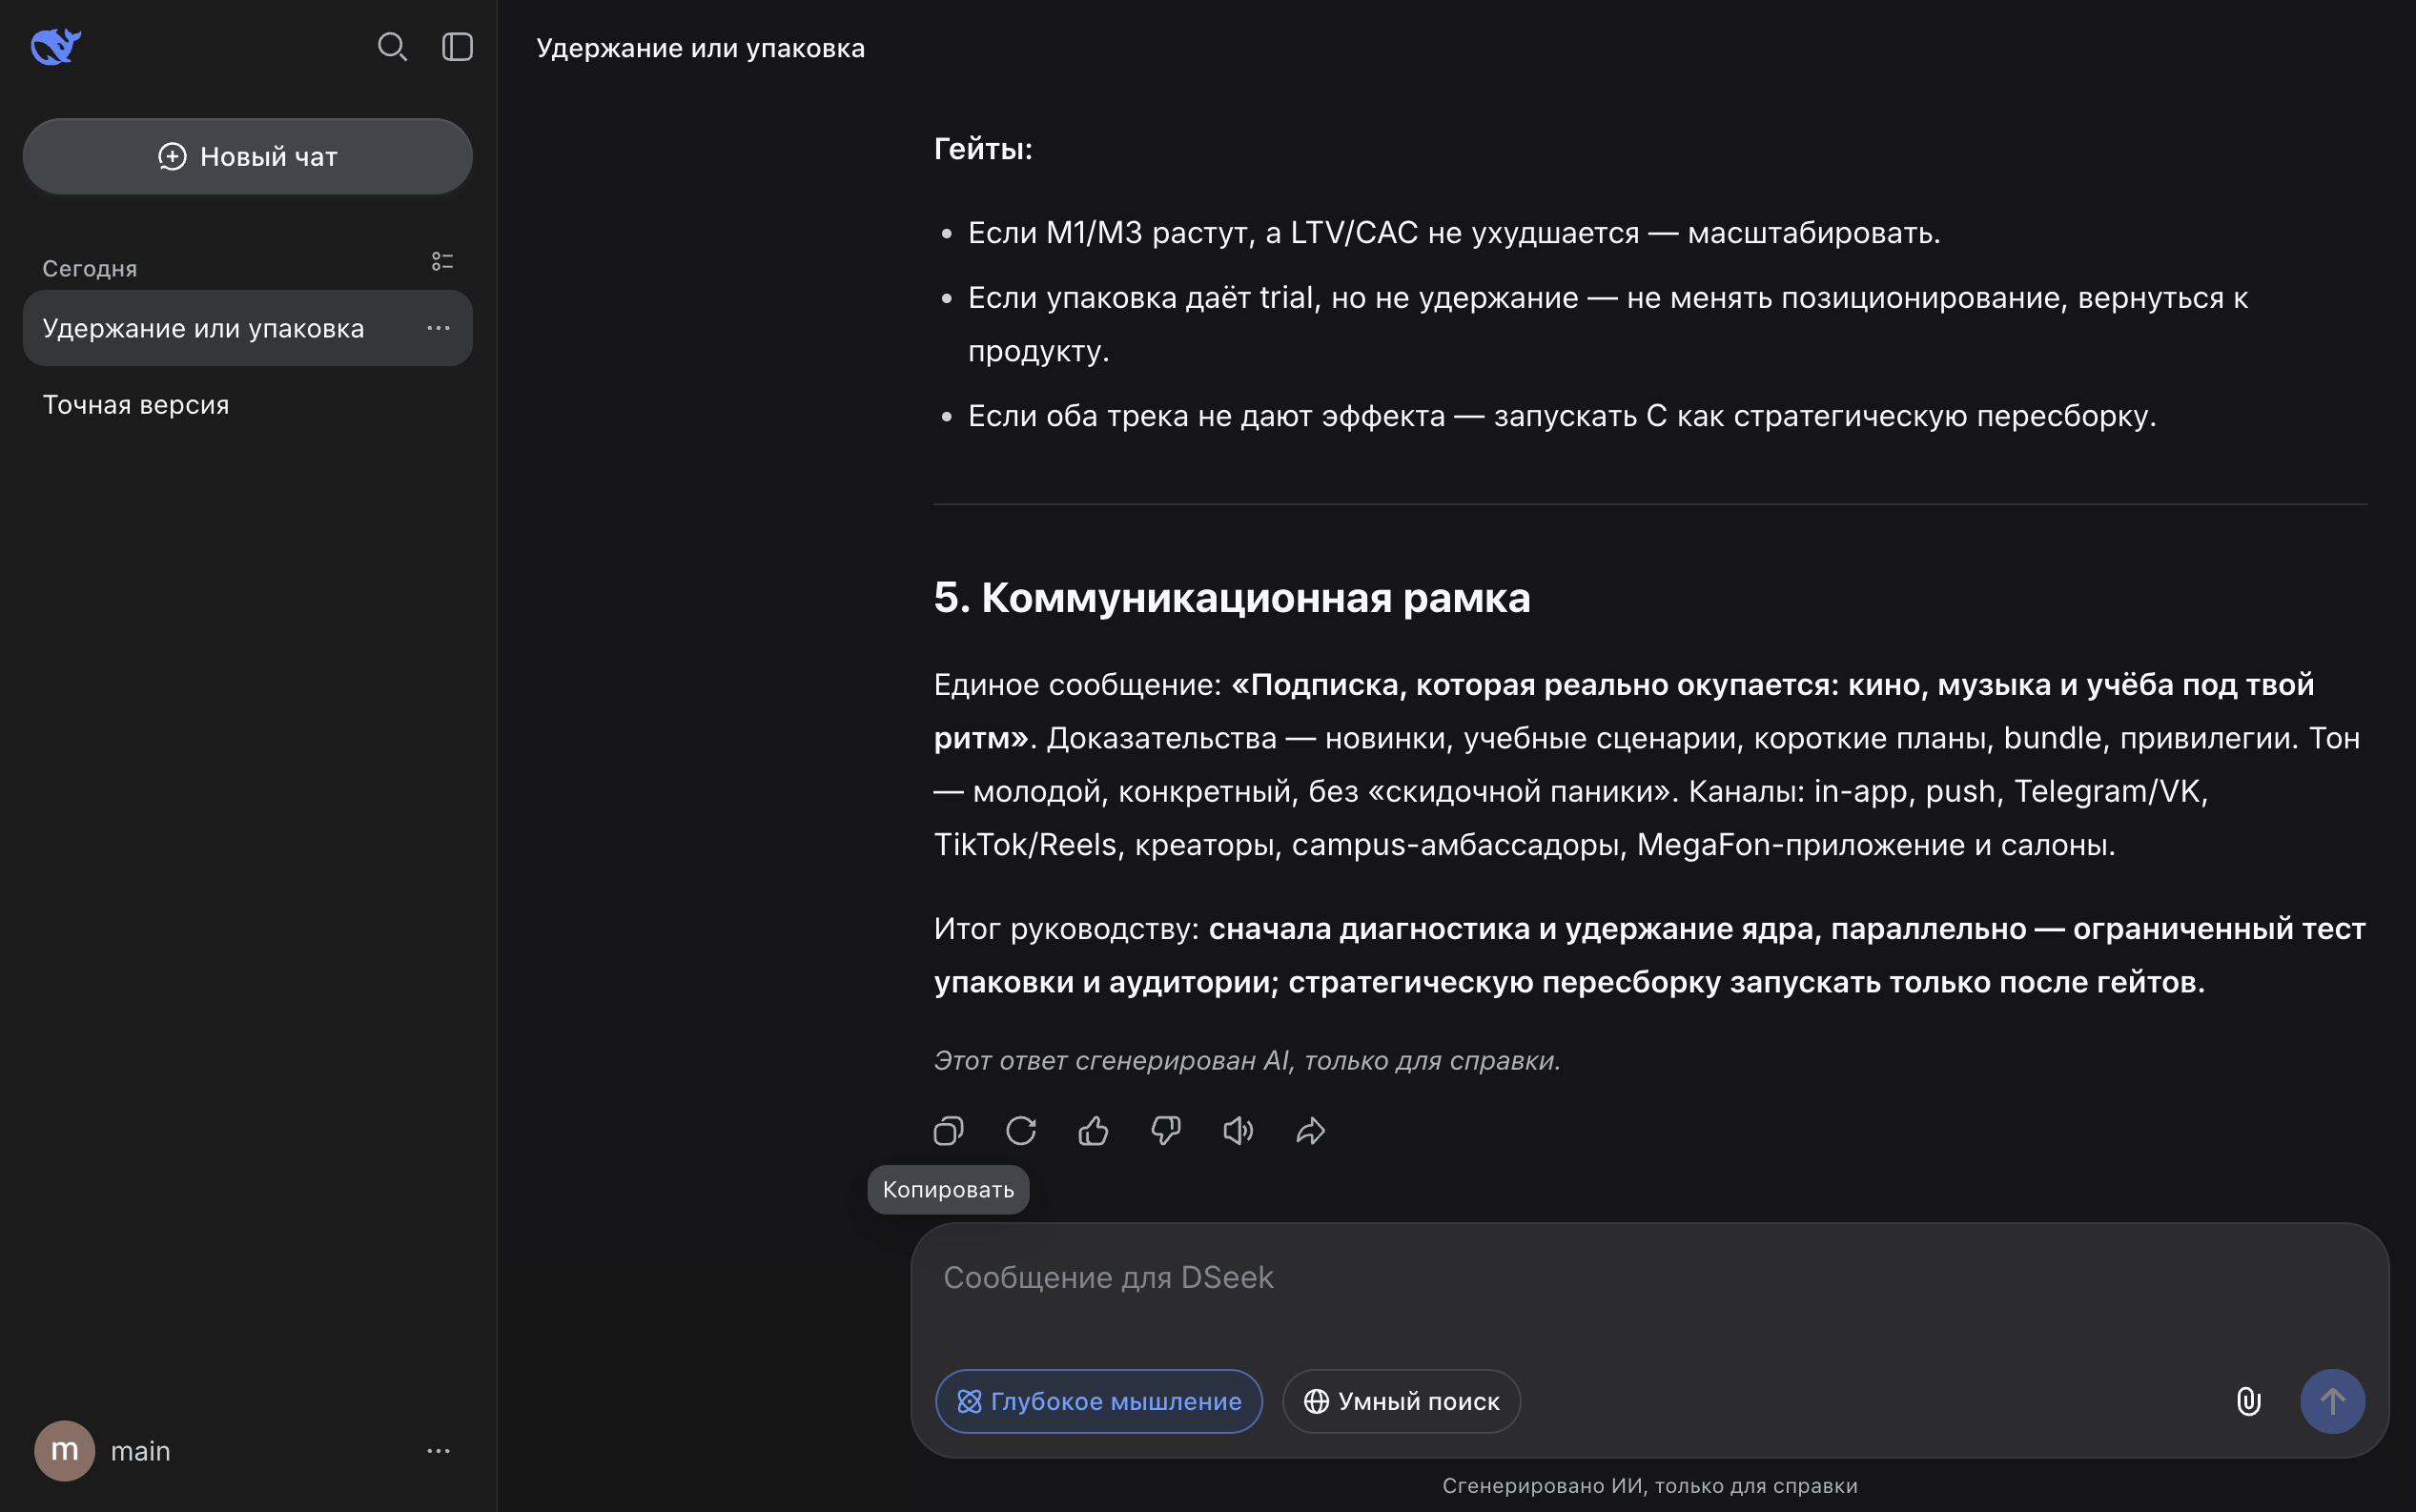 Удержание или упаковка
Новый чат
Сегодня
Удержание или упаковка
Точная версия
Гейты:
• Если M1/M3 растут, а LTV/CAC не ухудшается — масштабировать.
• Если упаковка даёт trial, но не удержание — не менять позиционирование, вернуться к
продукту.
• Если оба трека не дают эффекта — запускать C как стратегическую пересборку.
5. Коммуникационная рамка
Единое сообщение: «Подписка, которая реально окупается: кино, музыка и учёба под твой
ритм». Доказательства — новинки, учебные сценарии, короткие планы, bundle, привилегии. Тон
— молодой, конкретный, без «скидочной паники». Каналы: in-app, push, Telegram/VK,
TikTok/Reels, креаторы, campus-амбассадоры, MegaFon-приложение и салоны.
Итог руководству: сначала диагностика и удержание ядра, параллельно — ограниченный тест
упаковки и аудитории; стратегическую пересборку запускать только после гейтов.
Этот ответ сгенерирован AI, только для справки.
Копировать
Сообщение для DSeek
Глубокое мышление
Умный поиск
m
main
Сгенерировано ИИ, только для справки